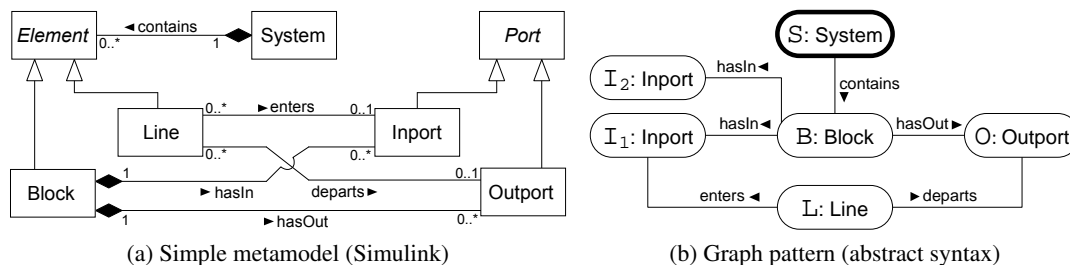 Element
◄ contains
0..*
1
System
Port
S: System
hasIn◄
I₂: Inport
contains
▼
0..*
►enters
0..1
Line
Inport
I₁: Inport
hasIn◄
B: Block
hasOut ►
O: Outport
0..*
0..*
Block
1
►hasIn
departs►
0..1
Outport
enters ◄
L: Line
►departs
1
►hasOut
0..*
(a) Simple metamodel (Simulink)
(b) Graph pattern (abstract syntax)